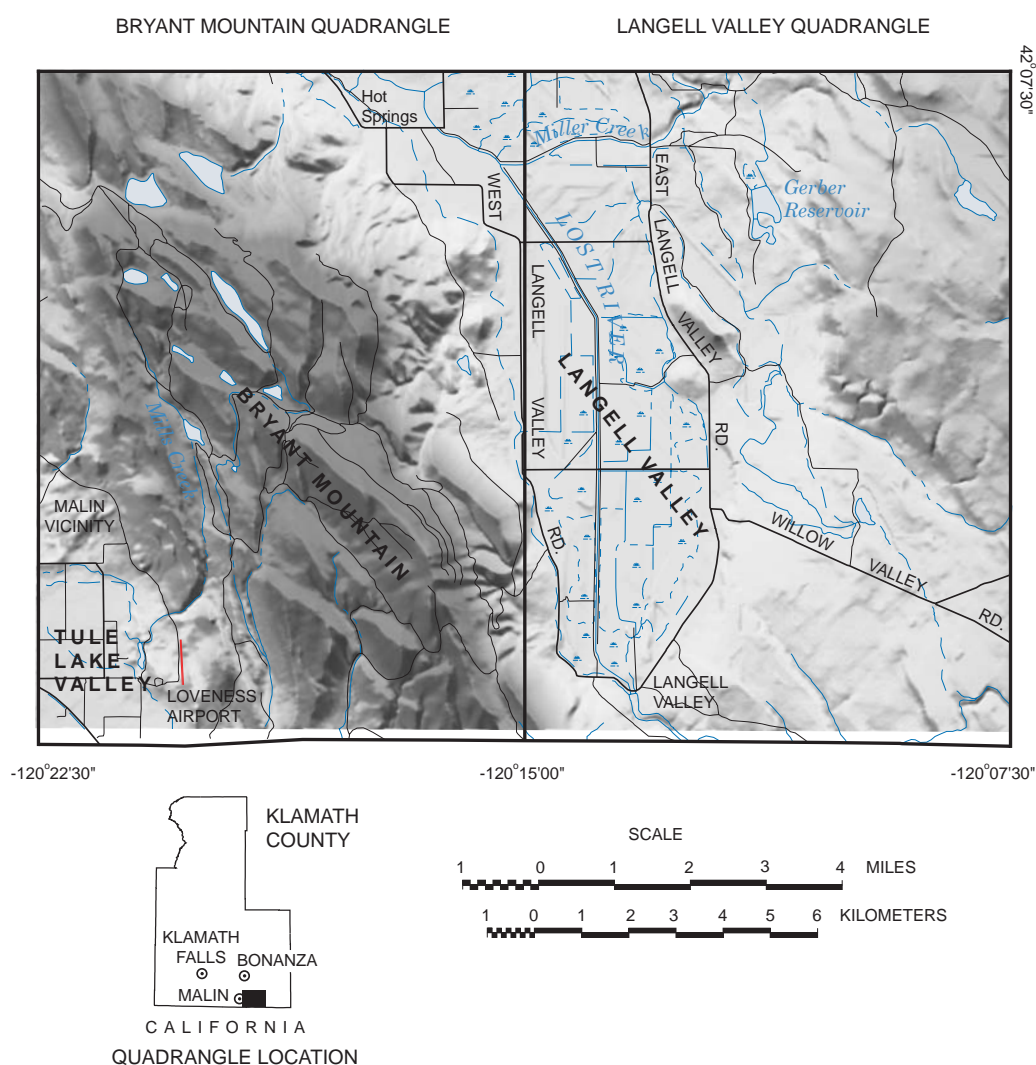 BRYANT MOUNTAIN QUADRANGLE
LANGELL VALLEY QUADRANGLE
42°07'30"
Hot
Springs
Miller Creek
WEST
EAST
Gerber
Reservoir
LOST RIVER
LANGELL
LANGELL
VALLEY
LANGELL VALLEY
BRYANT MOUNTAIN
Mills Creek
VALLEY
RD.
MALIN
VICINITY
WILLOW
RD.
VALLEY
RD.
TULE
LAKE
VALLEY
LOVENESS
AIRPORT
LANGELL
VALLEY
-120°22'30"
-120°15'00"
-120°07'30"
KLAMATH
COUNTY
SCALE
1 0 1 2 3 4 MILES
1 0 1 2 3 4 5 6 KILOMETERS
KLAMATH
FALLS
BONANZA
MALIN
CALIFORNIA
QUADRANGLE LOCATION